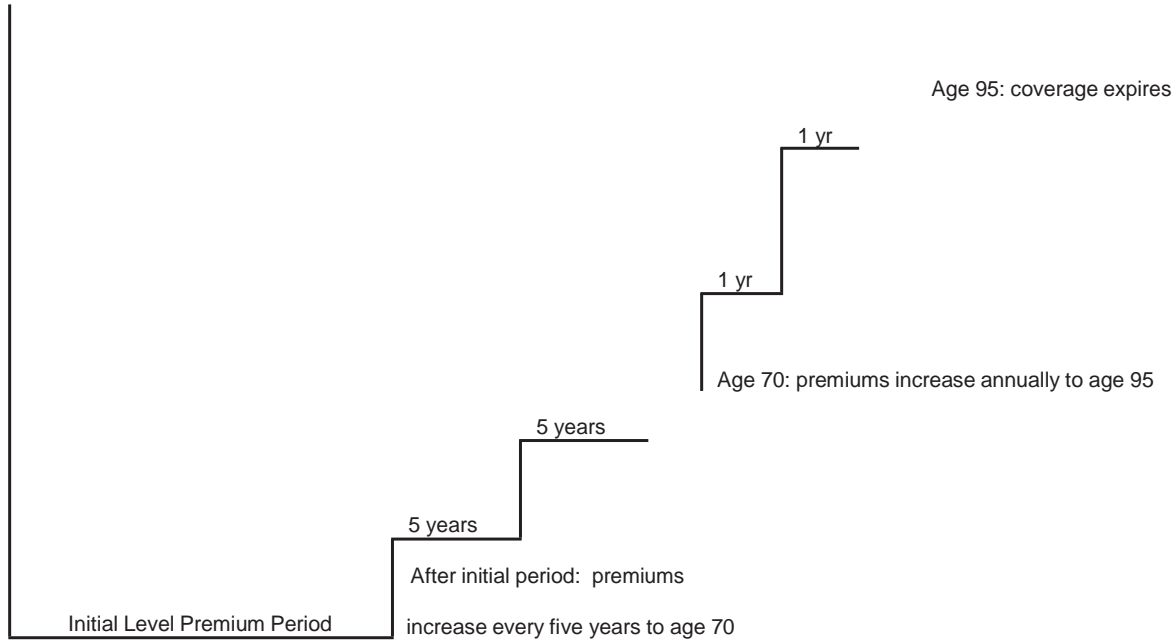 Age 95: coverage expires
1 yr
1 yr
Age 70: premiums increase annually to age 95
5 years
5 years
After initial period: premiums
Initial Level Premium Period
increase every five years to age 70